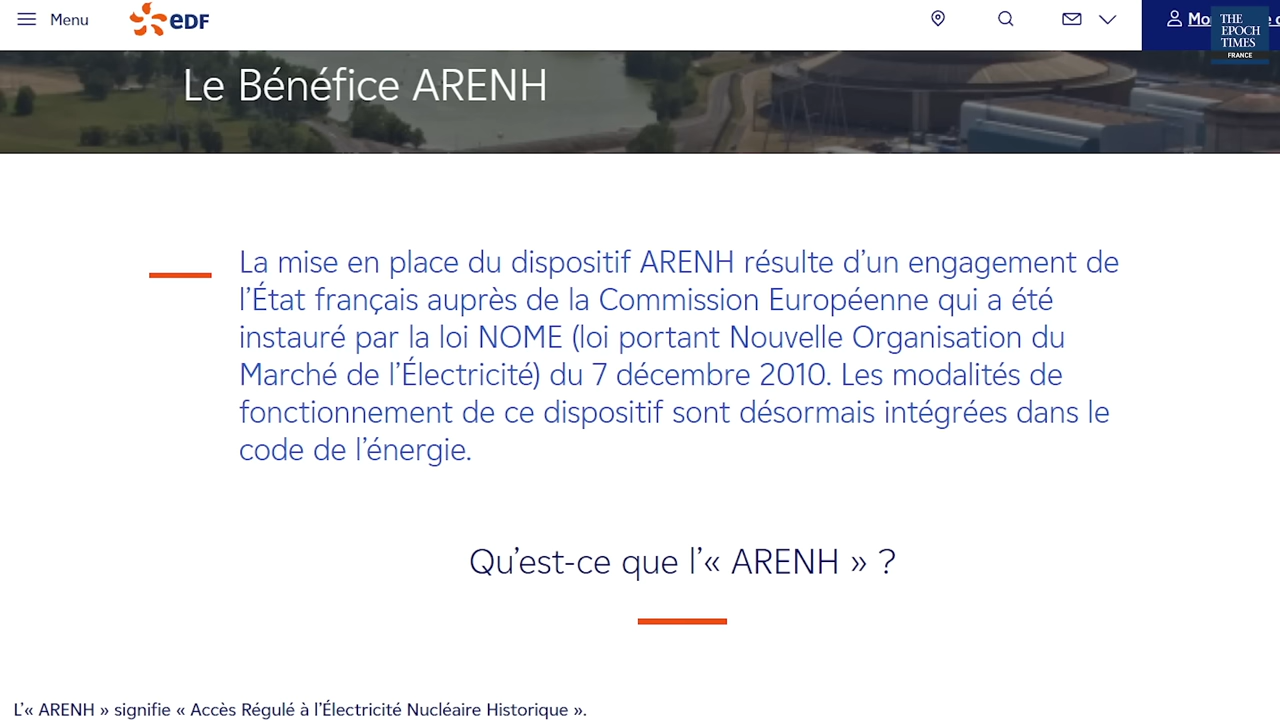 Menu
eDF
Mo
THE
EPOCH
TIMES
FRANCE
Le Bénéfice ARENH
La mise en place du dispositif ARENH résulte d’un engagement de
l’État français auprès de la Commission Européenne qui a été
instauré par la loi NOME (loi portant Nouvelle Organisation du
Marché de l’Électricité) du 7 décembre 2010. Les modalités de
fonctionnement de ce dispositif sont désormais intégrées dans le
code de l’énergie.
Qu’est-ce que l’« ARENH » ?
L’« ARENH » signifie « Accès Régulé à l’Électricité Nucléaire Historique ».